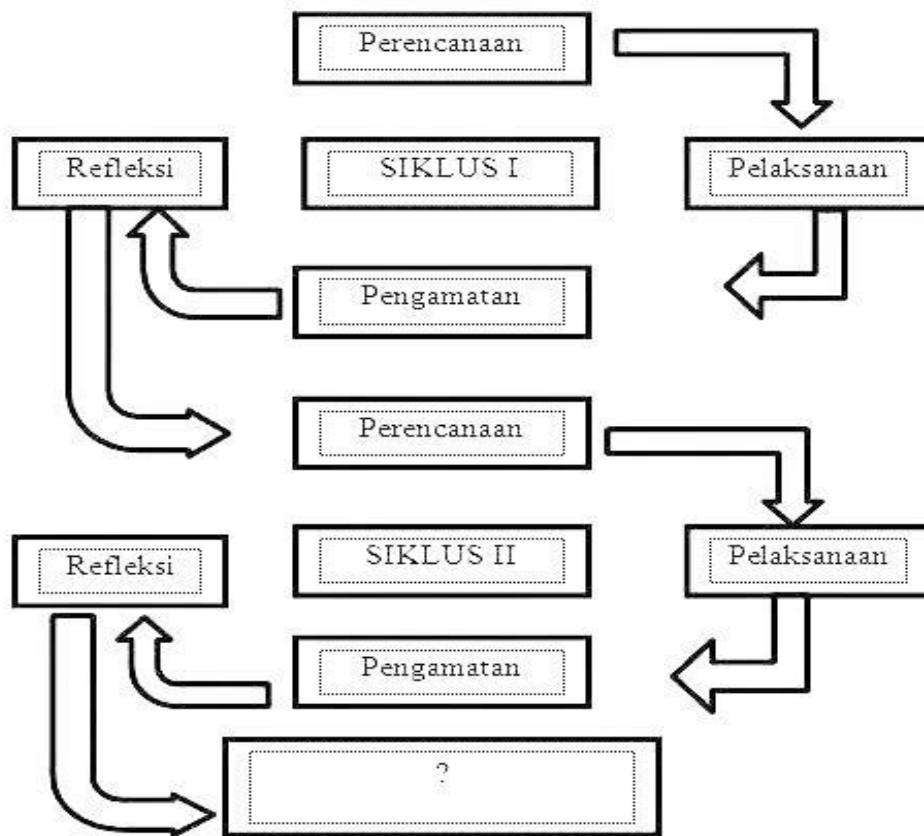 Perencanaan
Refleksi
SIKLUS I
Pelaksanaan
Pengamatan
Perencanaan
Refleksi
SIKLUS II
Pelaksanaan
Pengamatan
?